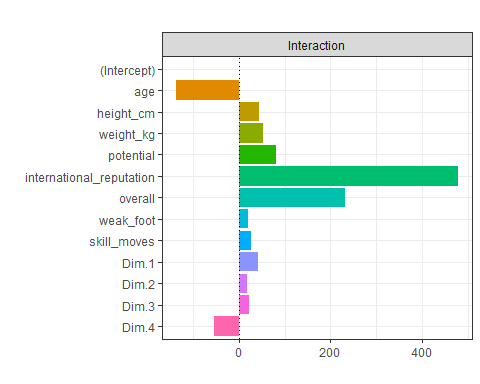 Interaction
(Intercept)
age
height_cm
weight_kg
potential
international_reputation
overall
weak_foot
skill_moves
Dim.1
Dim.2
Dim.3
Dim.4
0 200 400